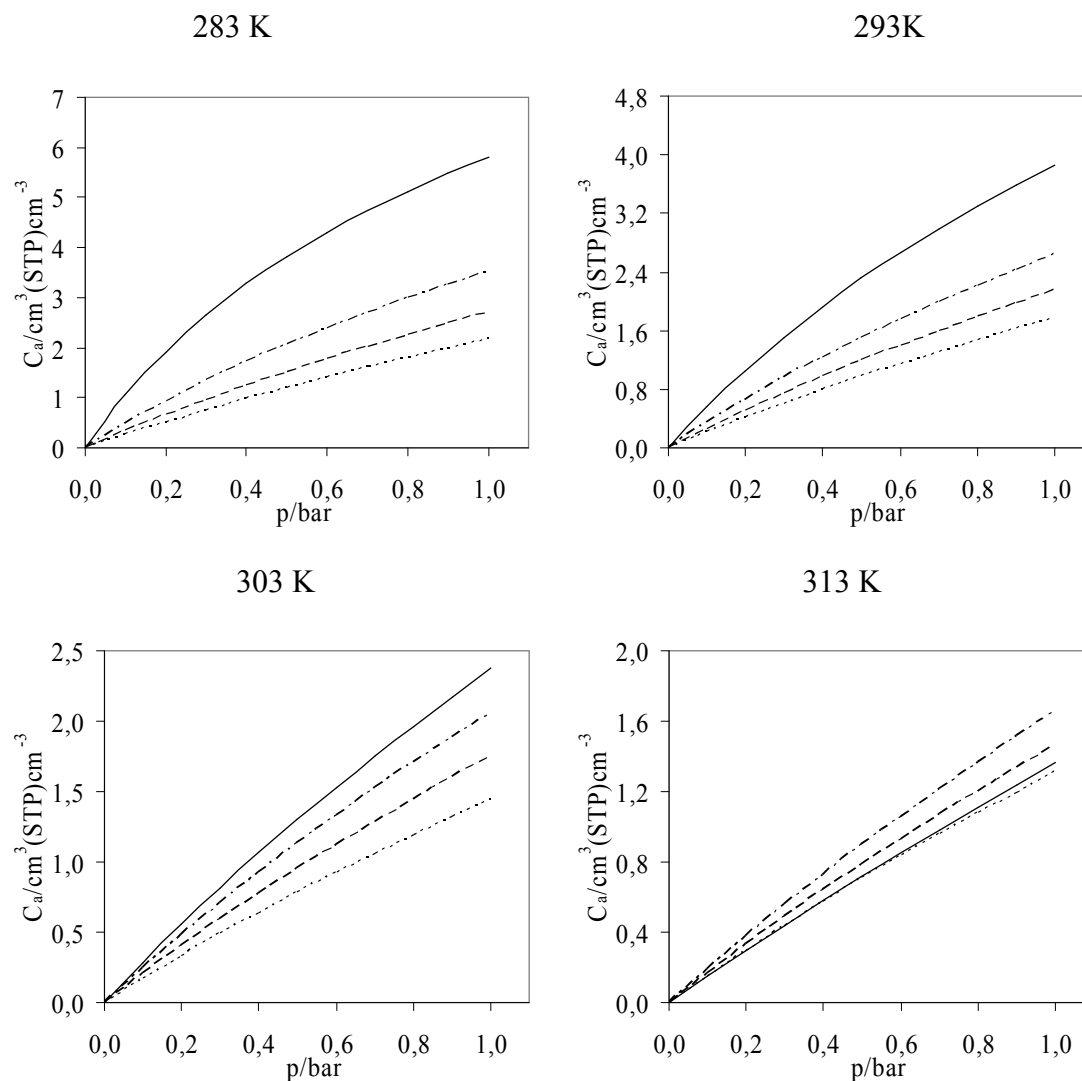 283 K
7
6
5
4
3
2
1
0
Ca/cm³(STP)cm⁻³
0,0 0,2 0,4 0,6 0,8 1,0
p/bar
293K
4,8
4,0
3,2
2,4
1,6
0,8
0,0
Ca/cm³(STP)cm⁻³
0,0 0,2 0,4 0,6 0,8 1,0
p/bar
303 K
2,5
2,0
1,5
1,0
0,5
0,0
Ca/cm³(STP)cm⁻³
0,0 0,2 0,4 0,6 0,8 1,0
p/bar
313 K
2,0
1,6
1,2
0,8
0,4
0,0
Ca/cm³(STP)cm⁻³
0,0 0,2 0,4 0,6 0,8 1,0
p/bar